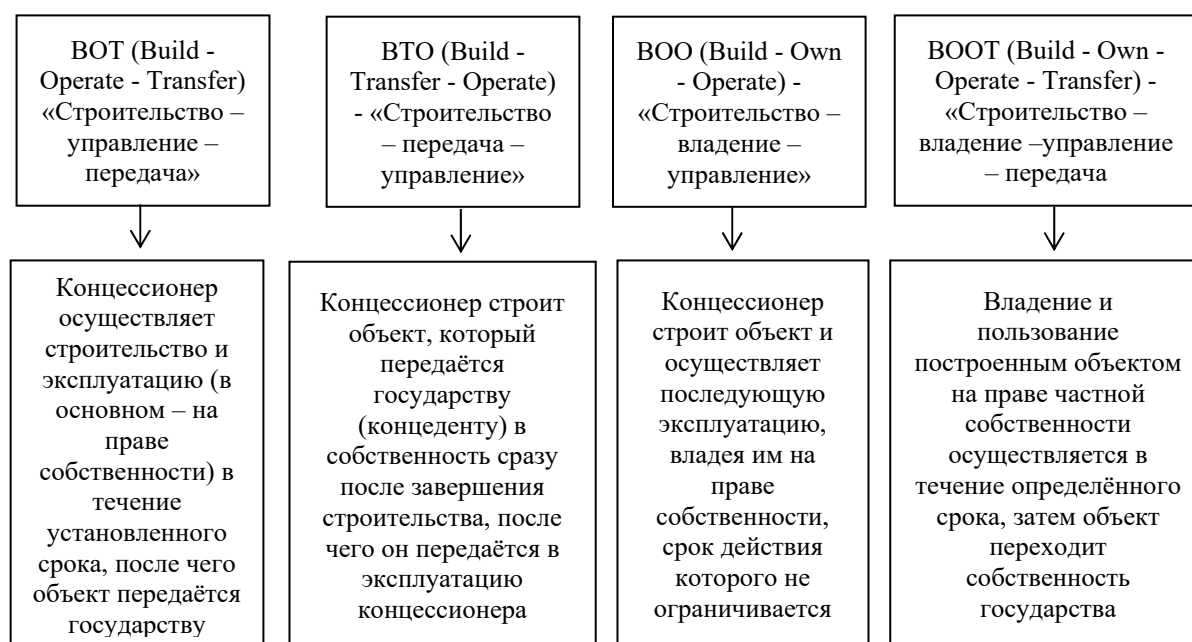 BOT (Build -
Operate - Transfer)
«Строительство –
управление –
передача»
BTO (Build -
Transfer - Operate)
- «Строительство
– передача –
управление»
BOO (Build - Own
- Operate) -
«Строительство –
владение –
управление»
BOOT (Build - Own -
Operate - Transfer) -
«Строительство –
владение –управление
– передача
Концессионер
осуществляет
строительство и
эксплуатацию (в
основном – на
праве
собственности) в
течение
установленного
срока, после чего
объект передаётся
государству
Концессионер строит
объект, который
передаётся
государству
(концеденту) в
собственность сразу
после завершения
строительства, после
чего он передаётся в
эксплуатацию
концессионера
Концессионер
строит объект и
осуществляет
последующую
эксплуатацию,
владея им на
праве
собственности,
срок действия
которого не
ограничивается
Владение и
пользование
построенным объектом
на праве частной
собственности
осуществляется в
течение определённого
срока, затем объект
переходит
собственность
государства